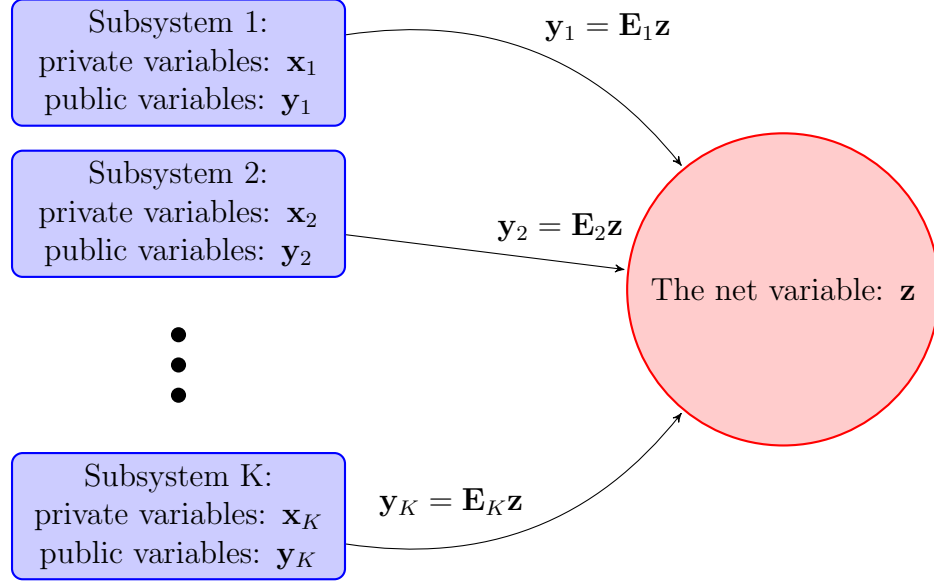 Subsystem 1:
private variables: x₁
public variables: y₁
y₁ = E₁z
Subsystem 2:
private variables: x₂
public variables: y₂
y₂ = E₂z
The net variable: z
Subsystem K:
private variables: x_K
public variables: y_K
y_K = E_Kz